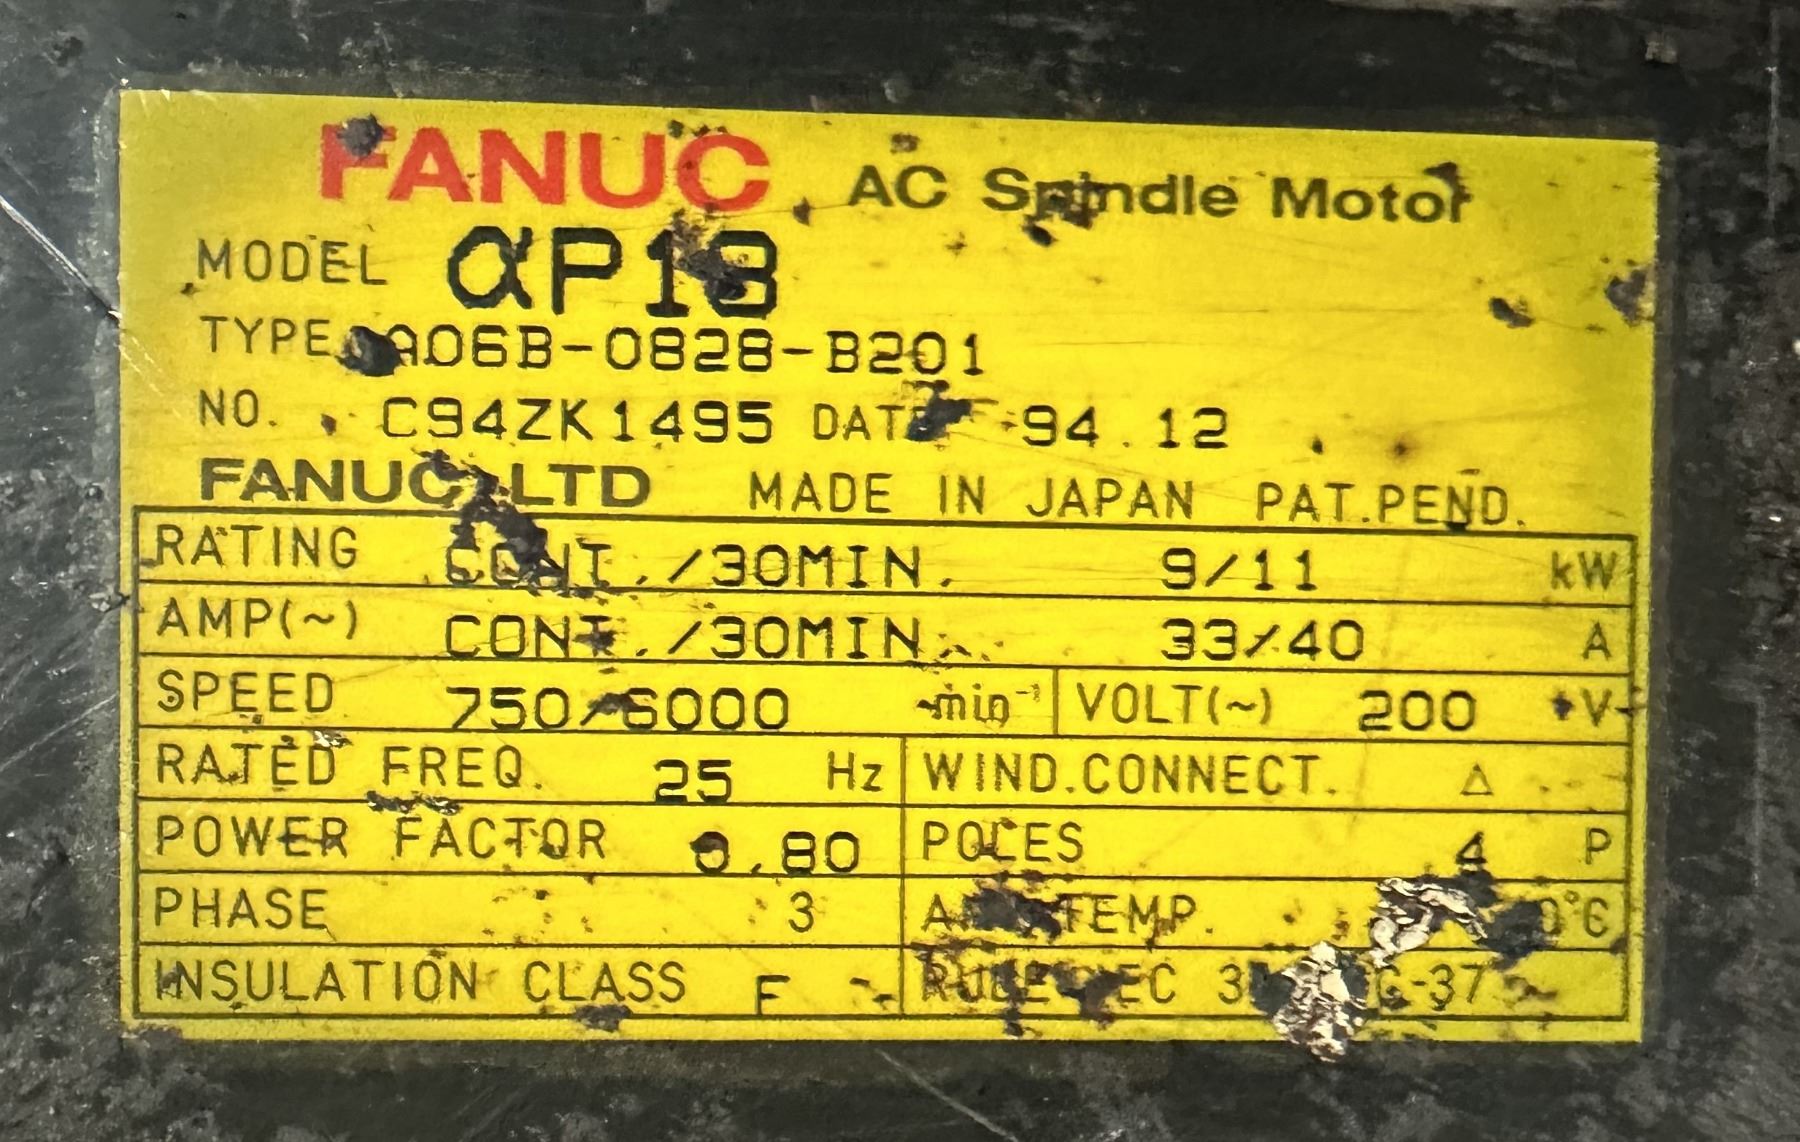 FANUC AC Spindle Motor
MODEL αP18
TYPE A06B-0828-B201
NO. C94ZK1495 DATE 94.12
FANUC LTD MADE IN JAPAN PAT.PEND.
RATING CONT./30MIN. 9/11 kW
AMP(~) CONT./30MIN. 33/40 A
SPEED 750/6000 min⁻¹ VOLT(~) 200 V
RATED FREQ. 25 Hz WIND.CONNECT. △
POWER FACTOR 0.80 POLES 4 P
PHASE 3 TEMP. °C
INSULATION CLASS F